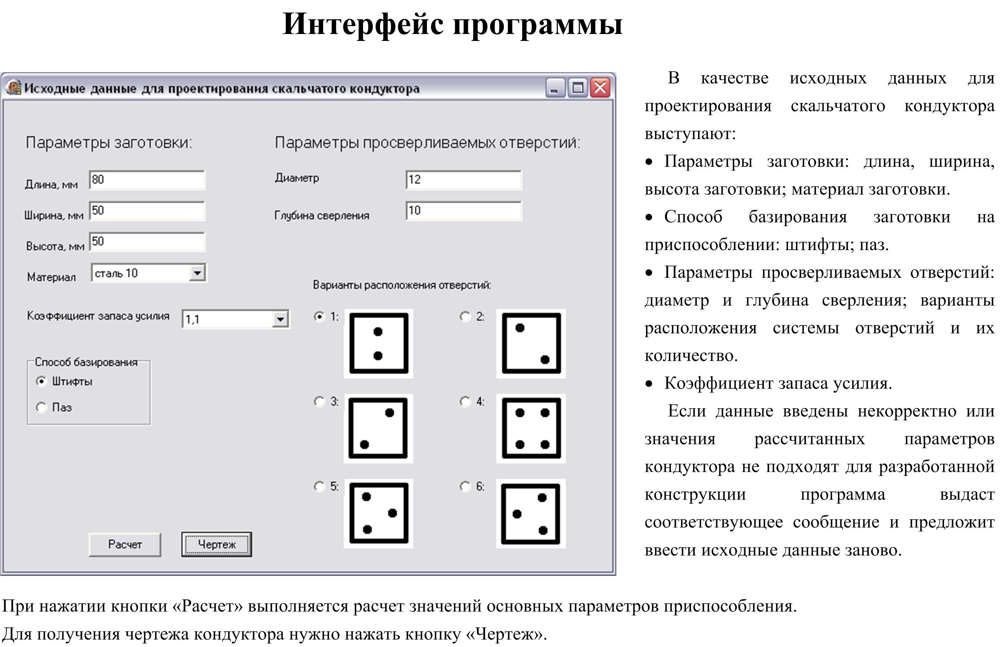 Интерфейс программы
Исходные данные для проектирования скальчатого кондуктора
Параметры заготовки:
Длина, мм 80
Ширина, мм 50
Высота, мм 50
Материал сталь 10
Коэффициент запаса усилия 1,1
Способ базирования
Штифты
Паз
Параметры просверливаемых отверстий:
Диаметр 12
Глубина сверления 10
Варианты расположения отверстий:
1: 2:
3: 4:
5: 6:
Расчет Чертеж
В качестве исходных данных для
проектирования скальчатого кондуктора
выступают:
• Параметры заготовки: длина, ширина,
высота заготовки; материал заготовки.
• Способ базирования заготовки на
приспособлении: штифты; паз.
• Параметры просверливаемых отверстий:
диаметр и глубина сверления; варианты
расположения системы отверстий и их
количество.
• Коэффициент запаса усилия.
Если данные введены некорректно или
значения рассчитанных параметров
кондуктора не подходят для разработанной
конструкции программа выдаст
соответствующее сообщение и предложит
ввести исходные данные заново.
При нажатии кнопки «Расчет» выполняется расчет значений основных параметров приспособления.
Для получения чертежа кондуктора нужно нажать кнопку «Чертеж».